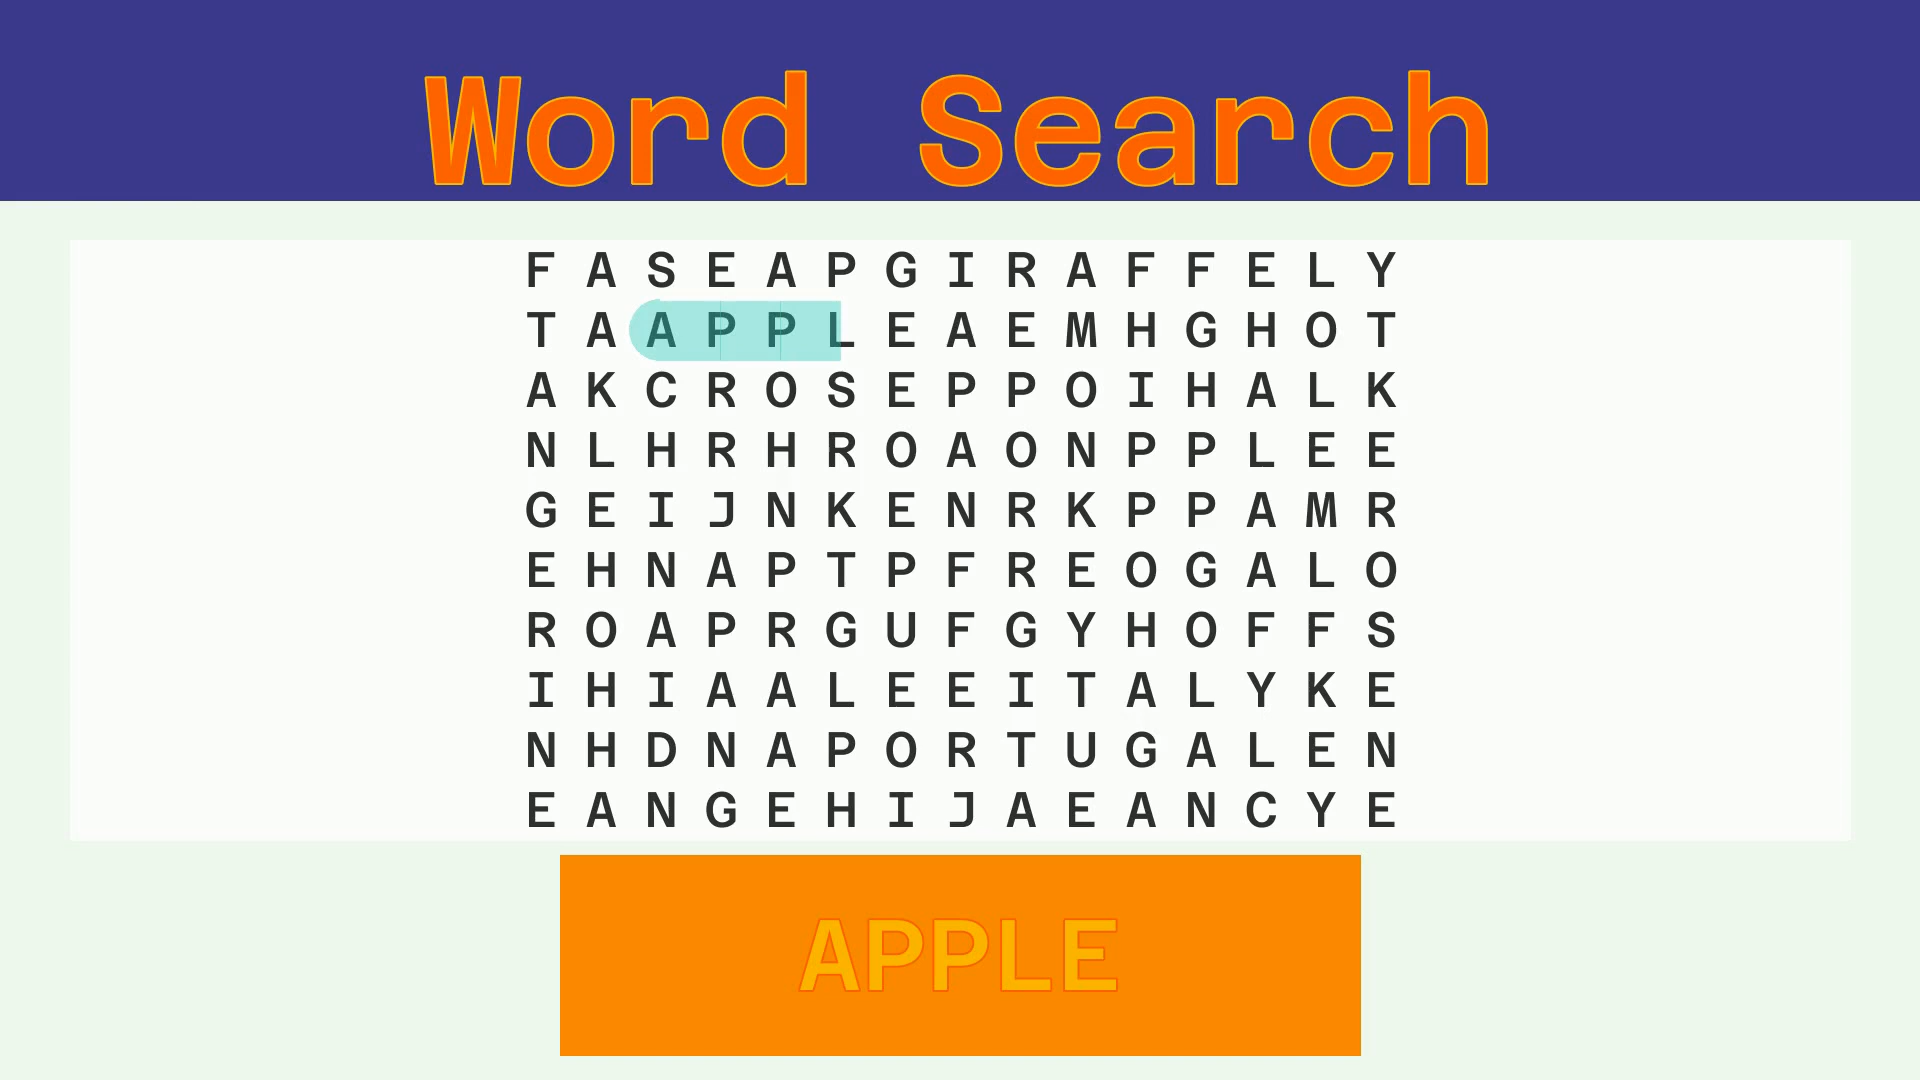 Word Search
F A S E A P G I R A F F E L Y
T A A P P L E A E M H G H O T
A K C R O S E P P O I H A L K
N L H R H R O A O N P P L E E
G E I J N K E N R K P P A M R
E H N A P T P F R E O G A L O
R O A P R G U F G Y H O F F S
I H I A A L E E I T A L Y K E
N H D N A P O R T U G A L E N
E A N G E H I J A E A N C Y E
APPLE